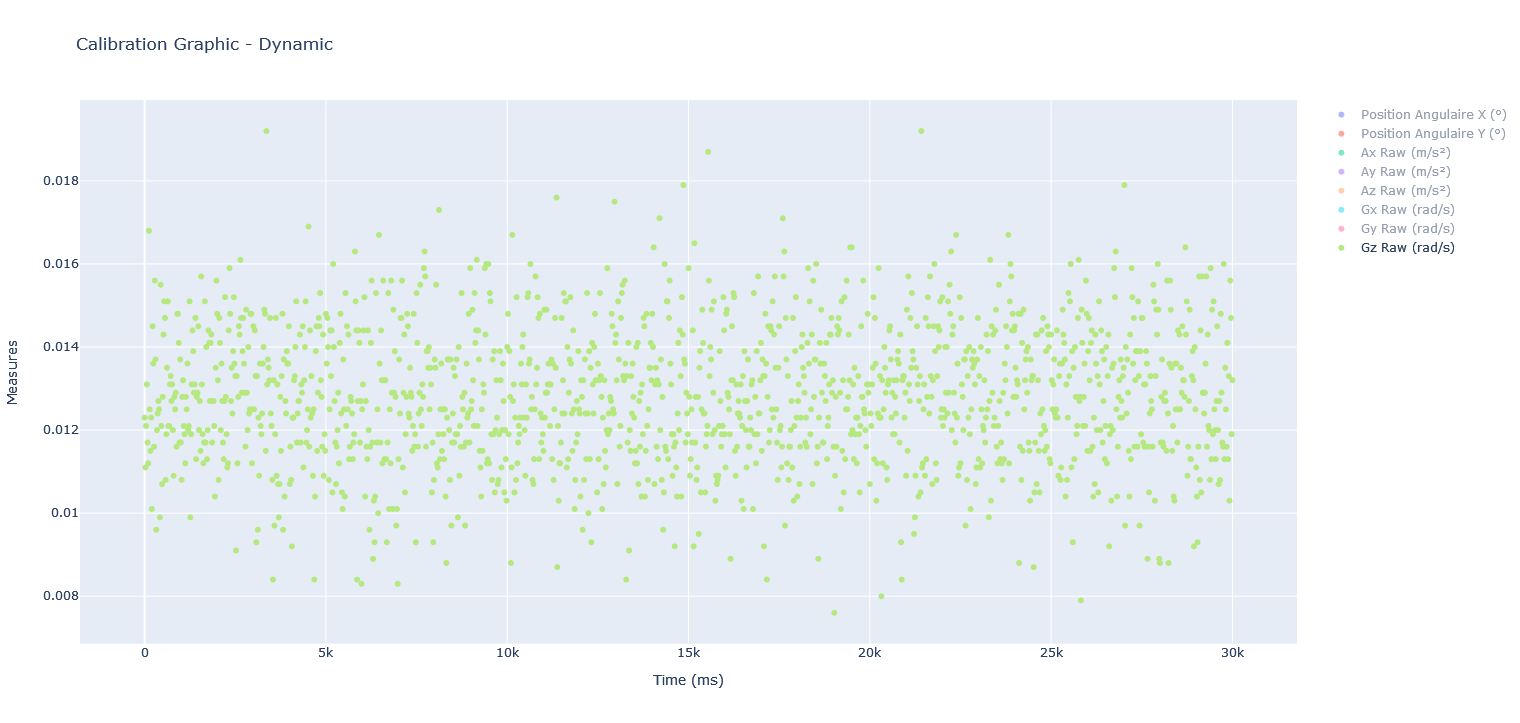 Calibration Graphic - Dynamic
Position Angulaire X (°)
Position Angulaire Y (°)
Ax Raw (m/s²)
Ay Raw (m/s²)
Az Raw (m/s²)
Gx Raw (rad/s)
Gy Raw (rad/s)
Gz Raw (rad/s)
Measures
0.018
0.016
0.014
0.012
0.01
0.008
0 5k 10k 15k 20k 25k 30k
Time (ms)